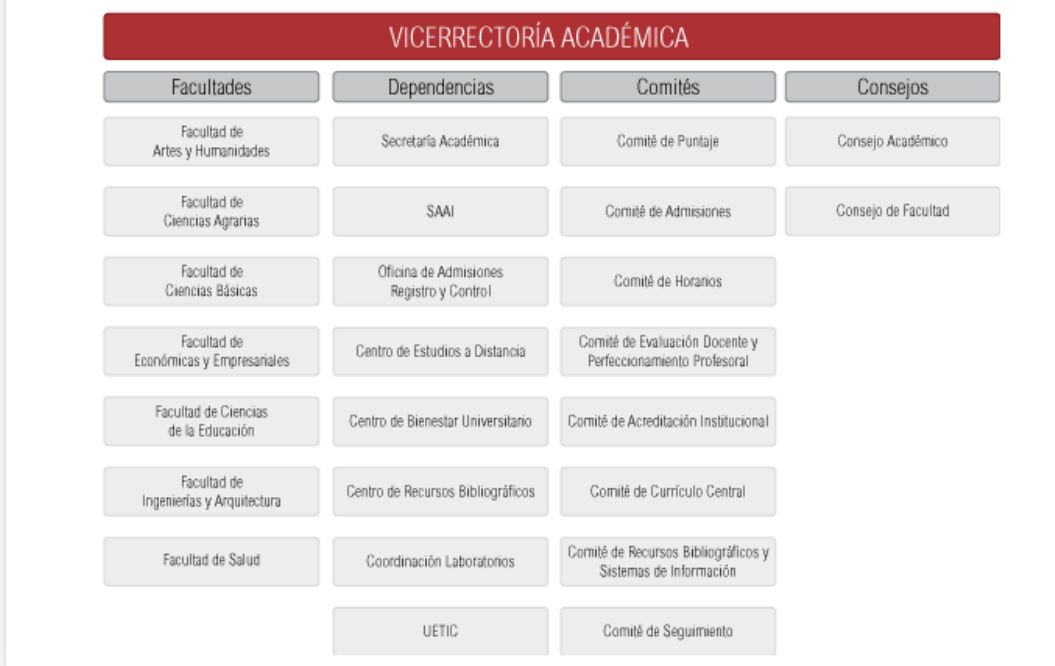 VICERRECTORÍA ACADÉMICA
Facultades
Dependencias
Comités
Consejos
Facultad de
Artes y Humanidades
Secretaría Académica
Comité de Puntaje
Consejo Académico
Facultad de
Ciencias Agrarias
SAAI
Comité de Admisiones
Consejo de Facultad
Facultad de
Ciencias Básicas
Oficina de Admisiones
Registro y Control
Comité de Horarios
Facultad de
Económicas y Empresariales
Centro de Estudios a Distancia
Comité de Evaluación Docente y
Perfeccionamiento Profesoral
Facultad de Ciencias
de la Educación
Centro de Bienestar Universitario
Comité de Acreditación Institucional
Facultad de
Ingenierías y Arquitectura
Centro de Recursos Bibliográficos
Comité de Currículo Central
Facultad de Salud
Coordinación Laboratorios
Comité de Recursos Bibliográficos y
Sistemas de Información
UETIC
Comité de Seguimiento